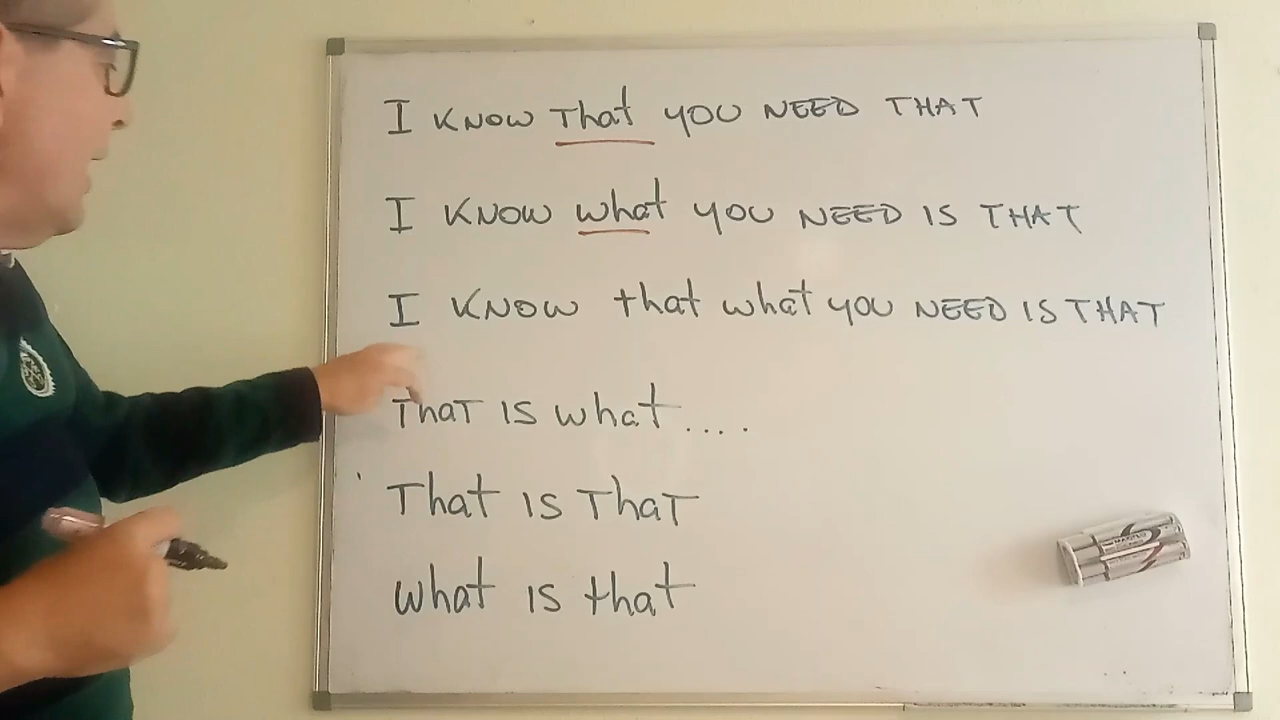 I KNOW That YOU NEED THAT
I KNOW what YOU NEED IS THAT
I KNOW that what YOU NEED IS THAT
ThaT IS what....
That IS ThaT
what IS that